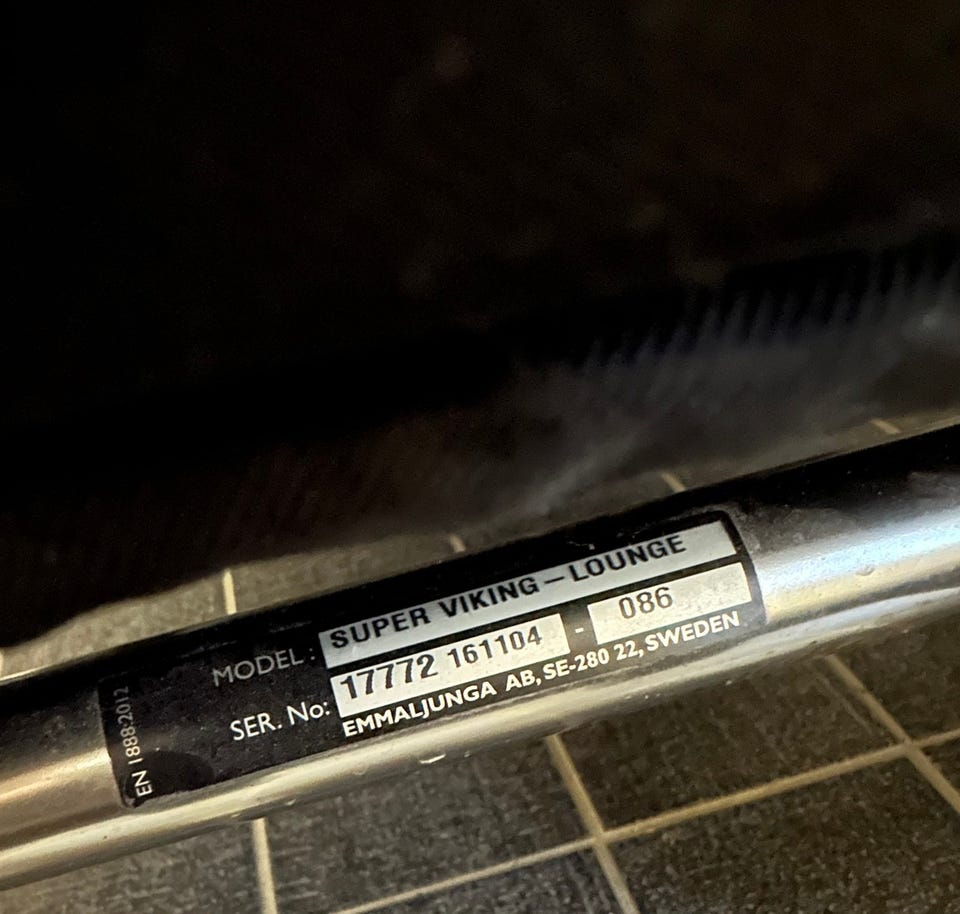 MODEL: SUPER VIKING – LOUNGE
SER. No: 17772 161104 - 086
EMMALJUNGA AB, SE-280 22, SWEDEN
EN 1888:2012